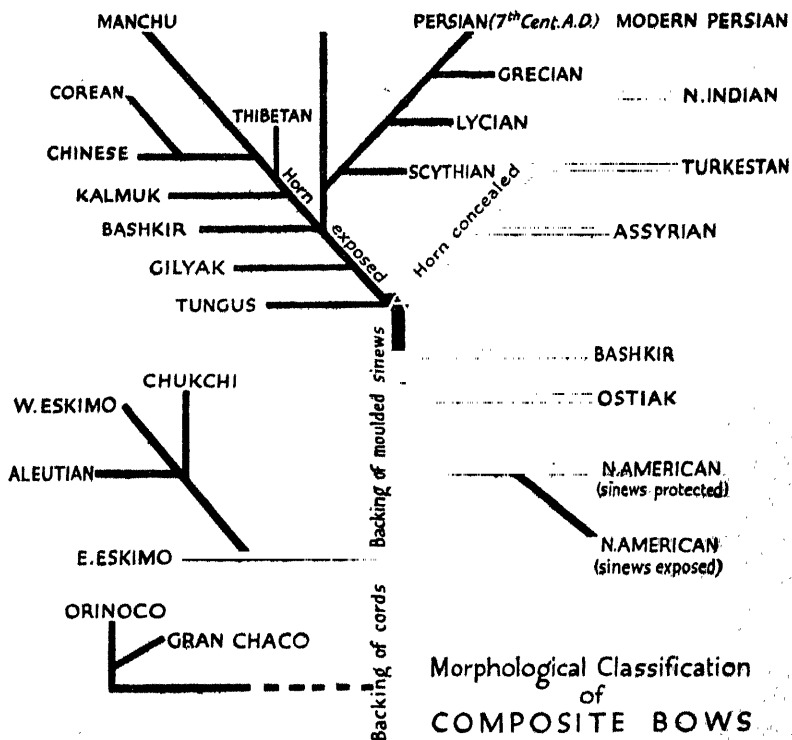 MANCHU
PERSIAN (7th Cent. A.D.)
MODERN PERSIAN
GRECIAN
COREAN
N. INDIAN
THIBETAN
LYCIAN
CHINESE
SCYTHIAN
TURKESTAN
KALMUK
Horn exposed
Horn concealed
BASHKIR
ASSYRIAN
GILYAK
TUNGUS
Backing of moulded sinews
BASHKIR
CHUKCHI
W. ESKIMO
OSTIAK
ALEUTIAN
N. AMERICAN
(sinews protected)
E. ESKIMO
N. AMERICAN
(sinews exposed)
Backing of cords
ORINOCO
GRAN CHACO
Morphological Classification
of
COMPOSITE BOWS